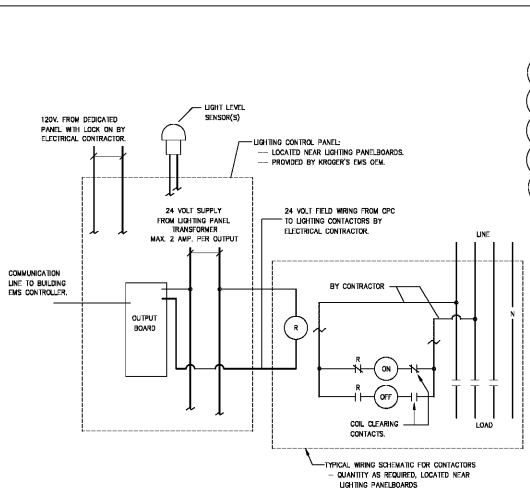 120V. FROM DEDICATED
PANEL WITH LOCK ON BY
ELECTRICAL CONTRACTOR.
LIGHT LEVEL
SENSOR(S)
LIGHTING CONTROL PANEL:
— LOCATED NEAR LIGHTING PANELBOARDS.
— PROVIDED BY KROGER'S EMS OEM.
24 VOLT SUPPLY
FROM LIGHTING PANEL
TRANSFORMER
MAX. 2 AMP. PER OUTPUT
24 VOLT FIELD WIRING FROM OPC
TO LIGHTING CONTACTORS BY
ELECTRICAL CONTRACTOR.
LINE
COMMUNICATION
LINE TO BUILDING
EMS CONTROLLER.
BY CONTRACTOR
N
OUTPUT
BOARD
R
R
ON
R
OFF
COIL CLEARING
CONTACTS.
LOAD
TYPICAL WIRING SCHEMATIC FOR CONTACTORS
– QUANTITY AS REQUIRED, LOCATED NEAR
LIGHTING PANELBOARDS